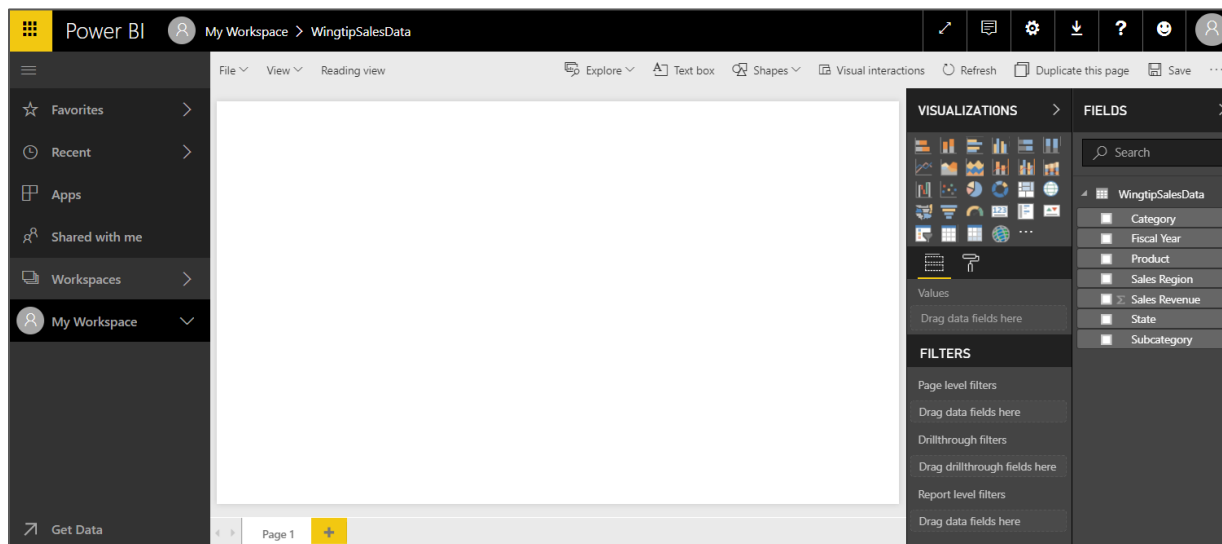 Power BI My Workspace > WingtipSalesData
File View Reading view Explore Text box Shapes Visual interactions Refresh Duplicate this page Save ...
Favorites
Recent
Apps
Shared with me
Workspaces
My Workspace
Get Data
Page 1
VISUALIZATIONS
123
Values
Drag data fields here
FILTERS
Page level filters
Drag data fields here
Drillthrough filters
Drag drillthrough fields here
Report level filters
Drag data fields here
FIELDS
Search
WingtipSalesData
Category
Fiscal Year
Product
Sales Region
Σ Sales Revenue
State
Subcategory